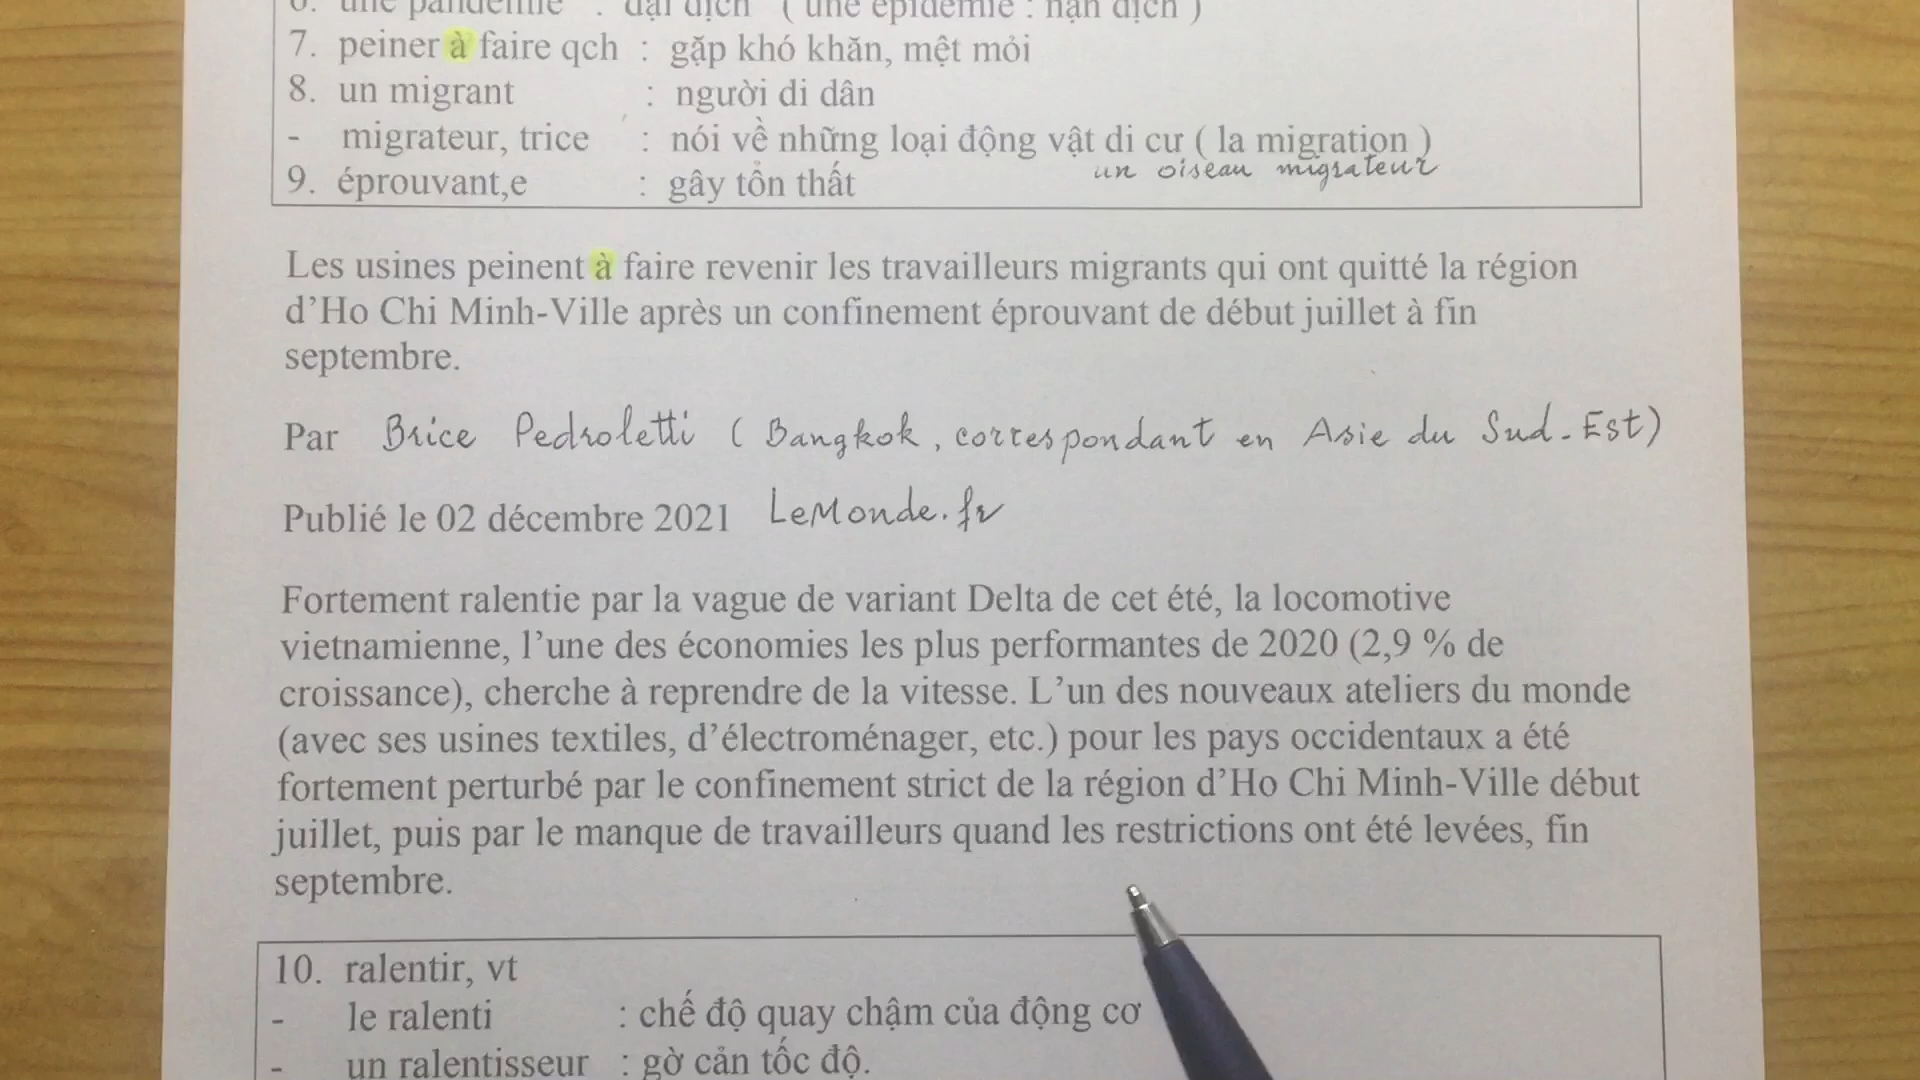 6. une pandémie : đại dịch ( une épidémie : nạn dịch )
7. peiner à faire qch : gặp khó khăn, mệt mỏi
8. un migrant : người di dân
- migrateur, trice : nói về những loại động vật di cư ( la migration )
un oiseau migrateur
9. éprouvant,e : gây tổn thất
Les usines peinent à faire revenir les travailleurs migrants qui ont quitté la région
d’Ho Chi Minh-Ville après un confinement éprouvant de début juillet à fin
septembre.
Par Brice Pedroletti ( Bangkok, correspondant en Asie du Sud-Est)
Publié le 02 décembre 2021 LeMonde.fr
Fortement ralentie par la vague de variant Delta de cet été, la locomotive
vietnamienne, l’une des économies les plus performantes de 2020 (2,9 % de
croissance), cherche à reprendre de la vitesse. L’un des nouveaux ateliers du monde
(avec ses usines textiles, d’électroménager, etc.) pour les pays occidentaux a été
fortement perturbé par le confinement strict de la région d’Ho Chi Minh-Ville début
juillet, puis par le manque de travailleurs quand les restrictions ont été levées, fin
septembre.
10. ralentir, vt
- le ralenti : chế độ quay chậm của động cơ
- un ralentisseur : gờ cản tốc độ.